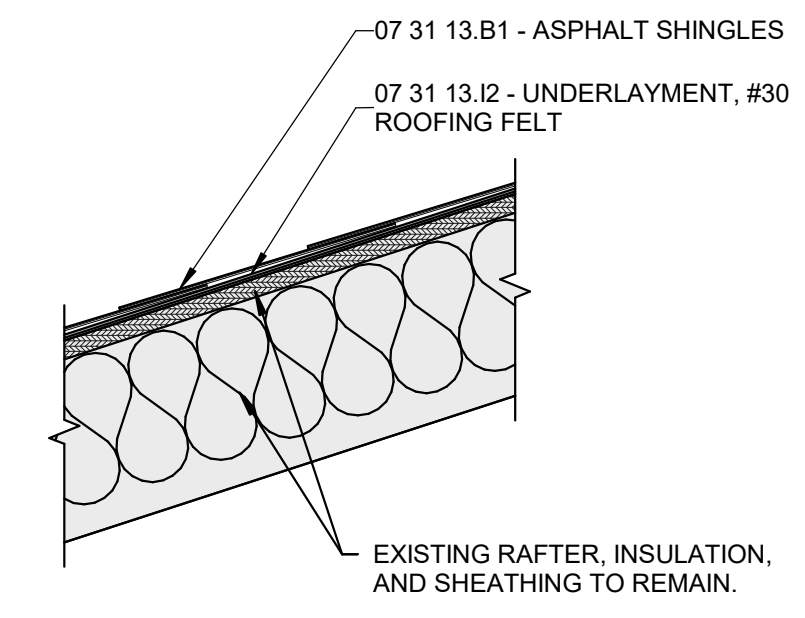 07 31 13.B1 - ASPHALT SHINGLES
07 31 13.I2 - UNDERLAYMENT, #30
ROOFING FELT
EXISTING RAFTER, INSULATION,
AND SHEATHING TO REMAIN.